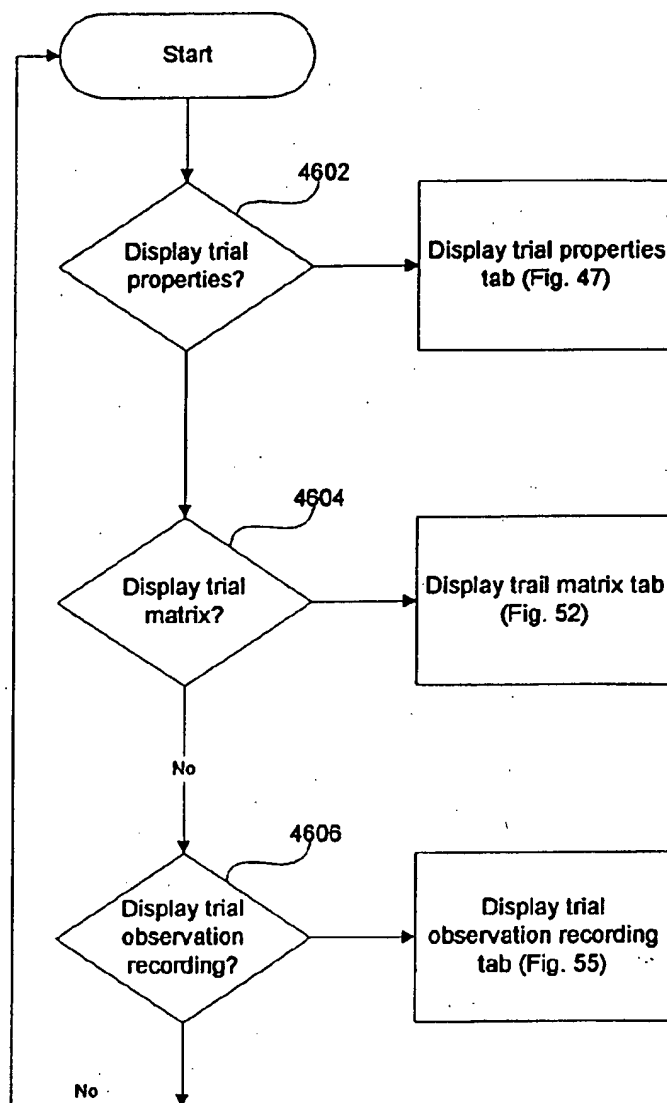 Start
4602
Display trial
properties?
Display trial properties
tab (Fig. 47)
4604
Display trial
matrix?
Display trail matrix tab
(Fig. 52)
No
4606
Display trial
observation
recording?
Display trial
observation recording
tab (Fig. 55)
No